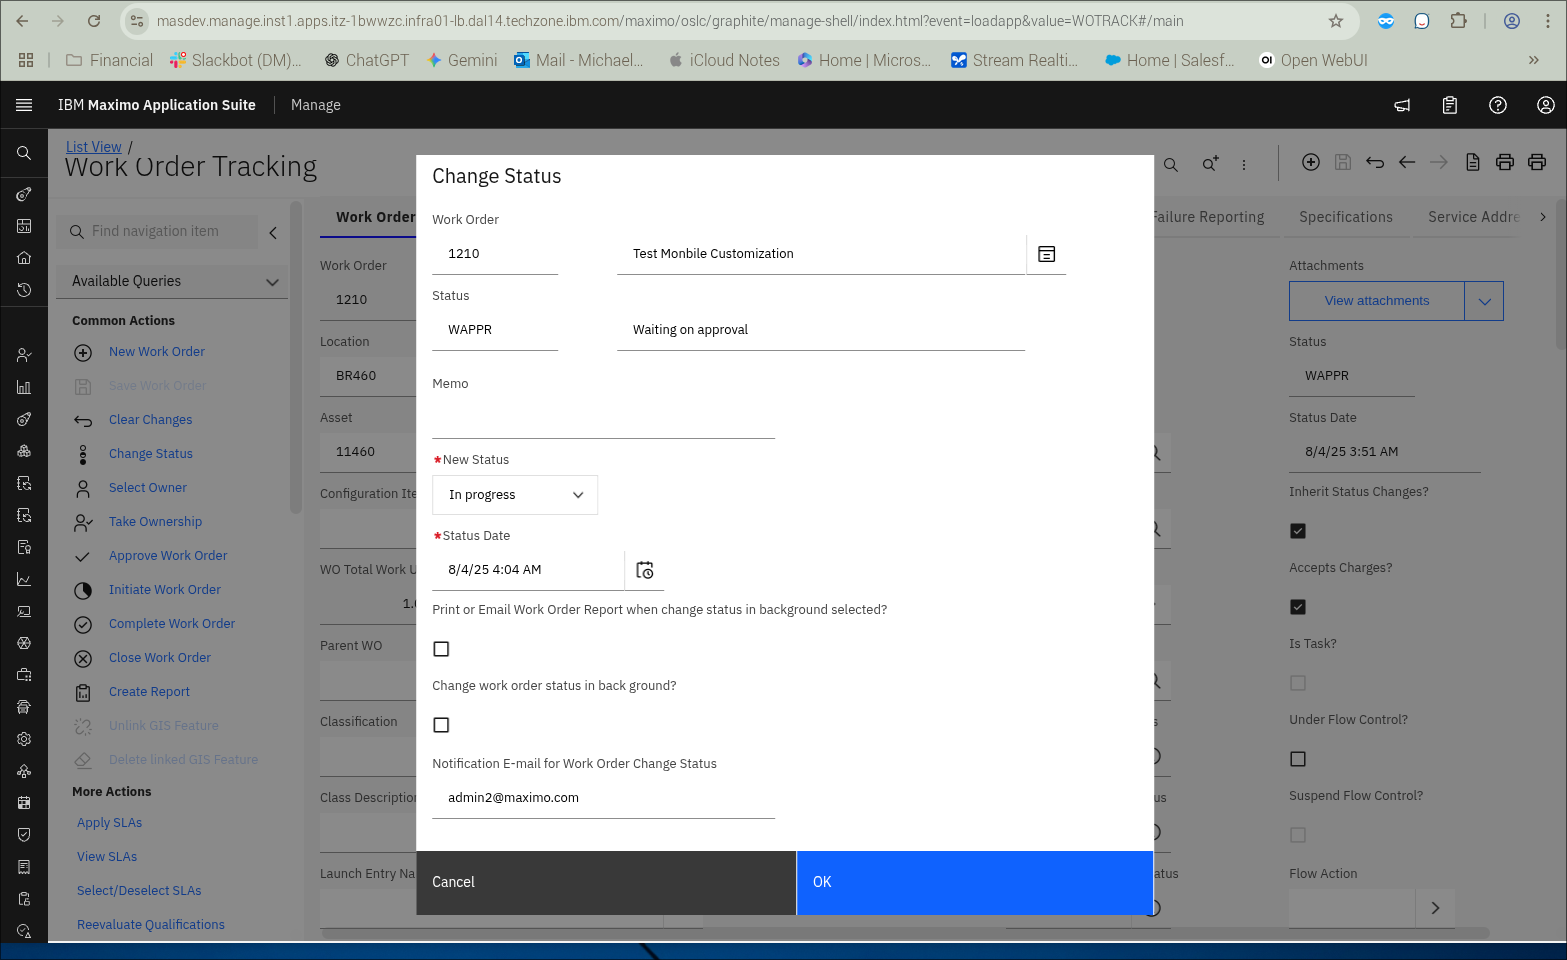 masdev.manage.inst1.apps.itz-1bwwzc.infra01-lb.dal14.techzone.ibm.com/maximo/oslc/graphite/manage-shell/index.html?event=loadapp&value=WOTRACK#/main
Financial
Slackbot (DM)...
ChatGPT
Gemini
Mail - Michael...
iCloud Notes
Home | Micros...
Stream Realti...
Home | Salesf...
OI Open WebUI
IBM Maximo Application Suite
Manage
List View /
Work Order Tracking
Find navigation item
Available Queries
Common Actions
New Work Order
Save Work Order
Clear Changes
Change Status
Select Owner
Take Ownership
Approve Work Order
Initiate Work Order
Complete Work Order
Close Work Order
Create Report
Unlink GIS Feature
Delete linked GIS Feature
More Actions
Apply SLAs
View SLAs
Select/Deselect SLAs
Reevaluate Qualifications
Work Order
Failure Reporting
Specifications
Service Addre
Work Order
1210
Location
BR460
Asset
11460
Configuration Ite
WO Total Work U
1.0
Parent WO
Classification
Class Description
Launch Entry Na
Change Status
Work Order
1210
Test Monbile Customization
Status
WAPPR
Waiting on approval
Memo
*New Status
In progress
*Status Date
8/4/25 4:04 AM
Print or Email Work Order Report when change status in background selected?
Change work order status in back ground?
Notification E-mail for Work Order Change Status
admin2@maximo.com
Cancel
OK
Attachments
View attachments
Status
WAPPR
Status Date
8/4/25 3:51 AM
Inherit Status Changes?
Accepts Charges?
Is Task?
Under Flow Control?
Suspend Flow Control?
Flow Action